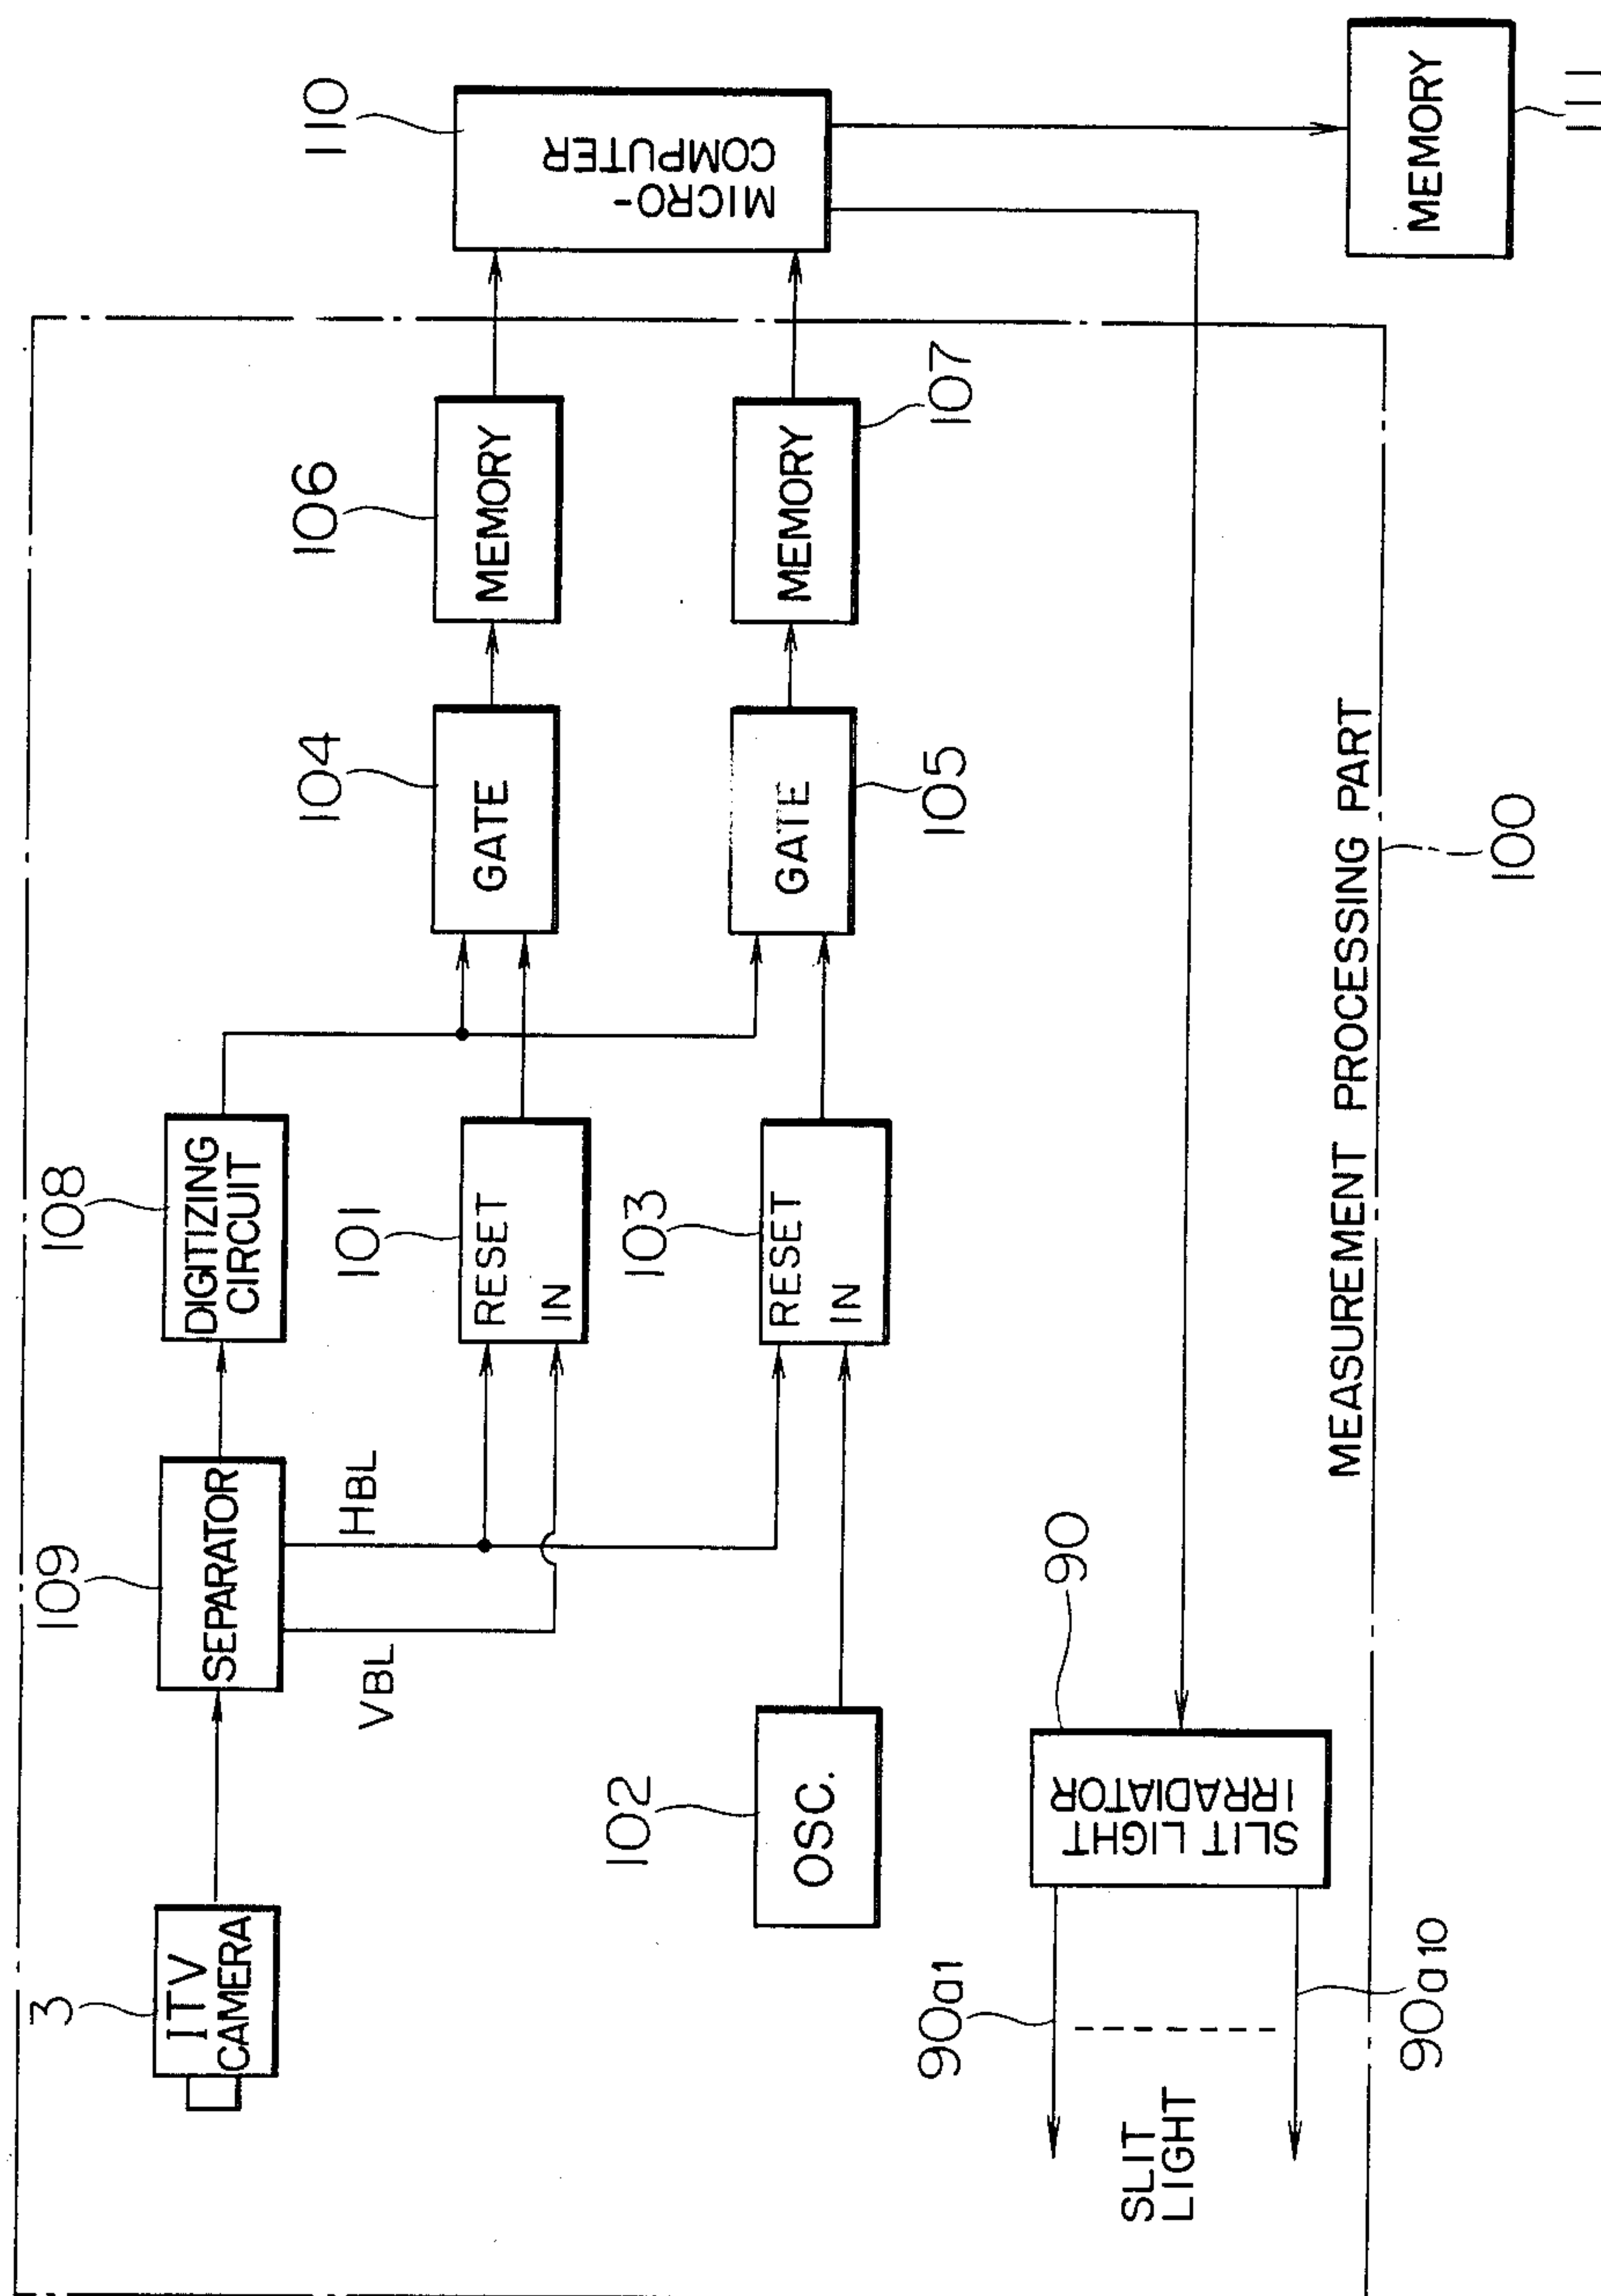 3
ITV
CAMERA
109
SEPARATOR
108
DIGITIZING
CIRCUIT
VBL
HBL
101
RESET
IN
104
GATE
106
MEMORY
110
MICRO-
COMPUTER
102
OSC.
103
RESET
IN
105
GATE
107
MEMORY
90
SLIT LIGHT
IRRADIATOR
90a1
SLIT
LIGHT
90a10
MEASUREMENT PROCESSING PART
100
MEMORY
111